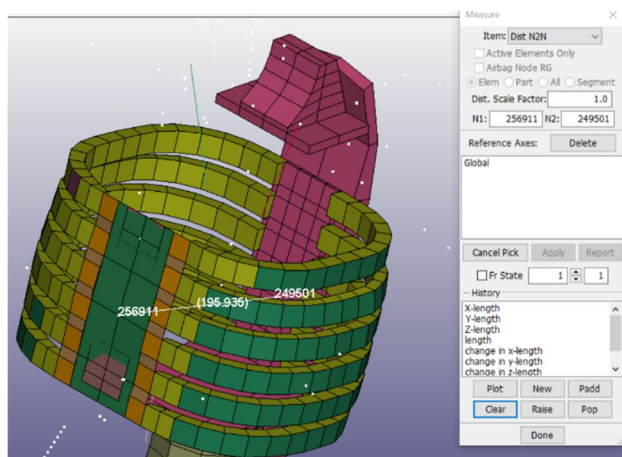 Measure
Item: Dist N2N
Active Elements Only
Airbag Node RG
Elem Part All Segment
Dist. Scale Factor: 1.0
N1: 256911 N2: 249501
Reference Axes: Delete
Global
Cancel Pick Apply Report
Fr State 1 1
History
X-length
Y-length
Z-length
length
change in x-length
change in y-length
change in z-length
Plot New Padd
Clear Raise Pop
Done
256911 (195.935) 249501